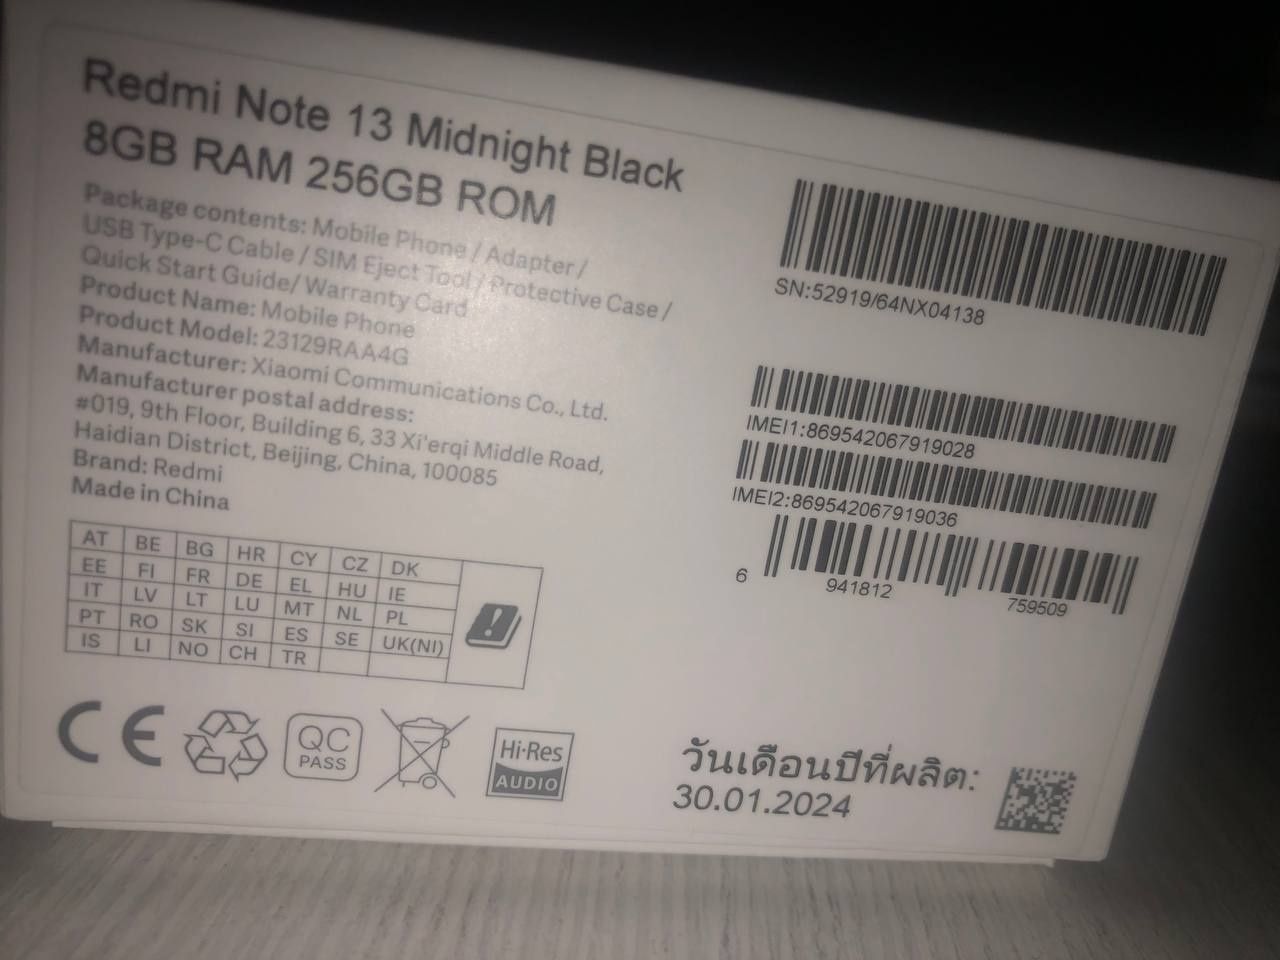 Redmi Note 13 Midnight Black
8GB RAM 256GB ROM
Package contents: Mobile Phone / Adapter /
USB Type-C Cable / SIM Eject Tool / Protective Case /
Quick Start Guide/ Warranty Card
Product Name: Mobile Phone
Product Model: 23129RAA4G
Manufacturer: Xiaomi Communications Co., Ltd.
Manufacturer postal address:
#019, 9th Floor, Building 6, 33 Xi'erqi Middle Road,
Haidian District, Beijing, China, 100085
Brand: Redmi
Made in China
AT BE BG HR CY CZ DK
EE FI FR DE EL HU IE
IT LV LT LU MT NL PL
PT RO SK SI ES SE UK(NI)
IS LI NO CH TR
CE
QC
PASS
Hi-Res
AUDIO
SN:52919/64NX04138
IMEI1:869542067919028
IMEI2:869542067919036
6 941812 759509
วันเดือนปีที่ผลิต:
30.01.2024